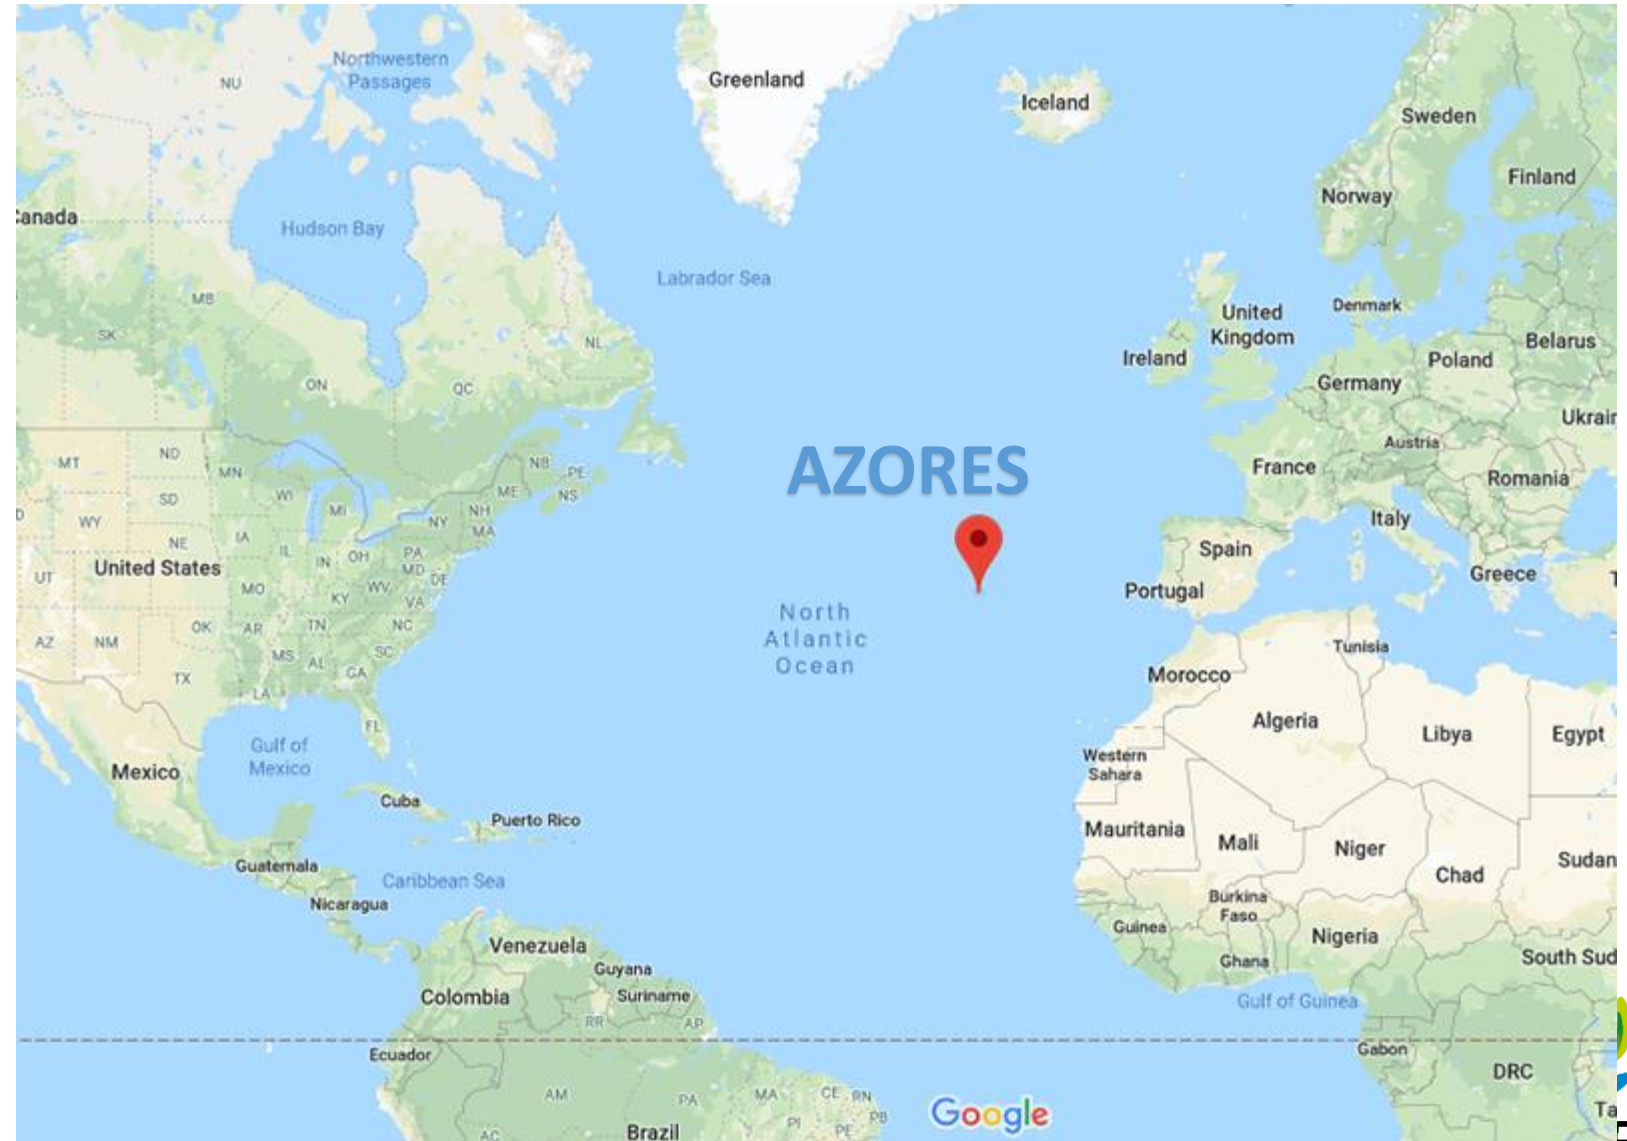 Northwestern
Passages
NU
Greenland
Iceland
Sweden
Finland
Norway
Canada
Hudson Bay
Labrador Sea
MB
SK
NL
ON
QC
Denmark
United
Kingdom
Ireland
Belarus
Poland
Germany
Ukrair
Austria
France
Romania
Italy
AZORES
MT
ND
MN
NB
PE
SD
WI
ME
NS
WY
MI
NH
NY
MA
NE
IA
IL
IN
OH
PA
MD
DE
UT
United States
MO
KY
WV
VA
Spain
Portugal
Greece
T
North
Atlantic
Ocean
AZ
NM
OK
AR
TN
NC
SC
MS
AL
GA
TX
LA
FL
Tunisia
Morocco
Algeria
Libya
Egypt
Western
Sahara
Gulf of
Mexico
Mexico
Cuba
Puerto Rico
Mauritania
Mali
Niger
Chad
Sudan
Guatemala
Caribbean Sea
Nicaragua
Burkina
Faso
Guinea
Nigeria
Ghana
South Sud
Venezuela
Guyana
Colombia
Suriname
Gulf of Guinea
RR
AP
Ecuador
Gabon
DRC
AM
PA
MA
CE
RN
PB
PI
PE
AC
Brazil
Google
Ta